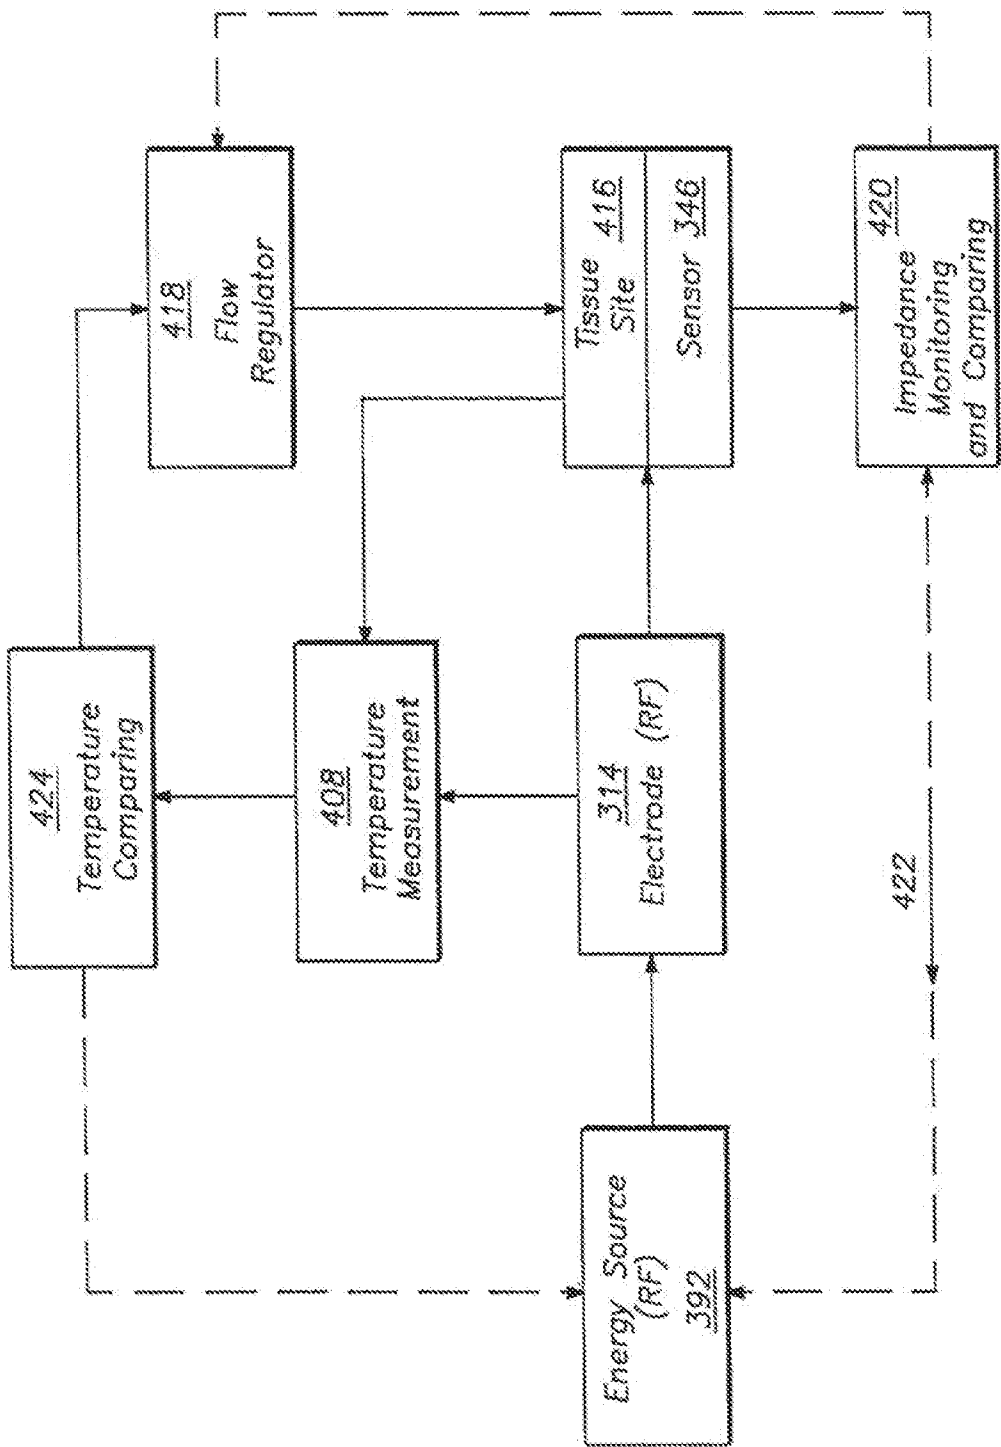 424
Temperature
Comparing
418
Flow
Regulator
408
Temperature
Measurement
Energy Source
(RF)
392
314
Electrode (RF)
Tissue
Site 416
Sensor 346
422
420
Impedance
Monitoring
and Comparing